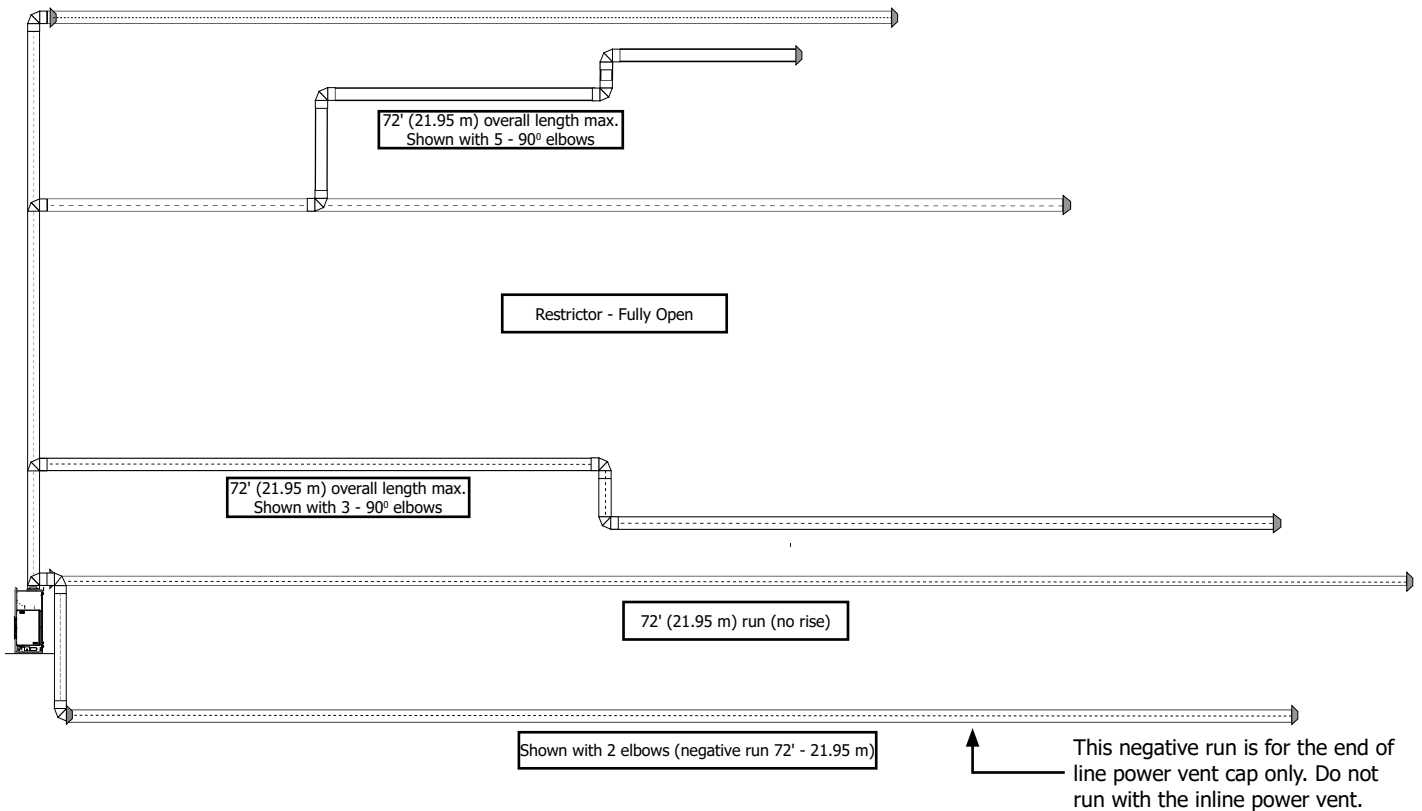 72' (21.95 m) overall length max.
Shown with 5 - 90⁰ elbows
Restrictor - Fully Open
72' (21.95 m) overall length max.
Shown with 3 - 90⁰ elbows
72' (21.95 m) run (no rise)
Shown with 2 elbows (negative run 72' - 21.95 m)
This negative run is for the end of
line power vent cap only. Do not
run with the inline power vent.